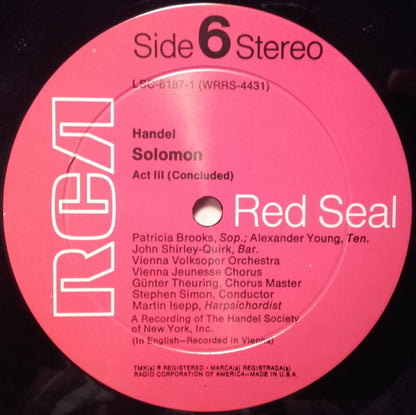 Side 6 Stereo
LSC-6187-1 (WRRS-4431)
Handel
Solomon
Act III (Concluded)
RCA
Red Seal
Patricia Brooks, Sop.; Alexander Young, Ten.
John Shirley-Quirk, Bar.
Vienna Volksoper Orchestra
Vienna Jeunesse Chorus
Günter Theuring, Chorus Master
Stephen Simon, Conductor
Martin Isepp, Harpsichordist
A Recording of The Handel Society
of New York, Inc.
(In English—Recorded in Vienna)
TMK(s) ® REGISTERED • MARCA(s) REGISTRADA(s)
RADIO CORPORATION OF AMERICA—MADE IN U.S.A.